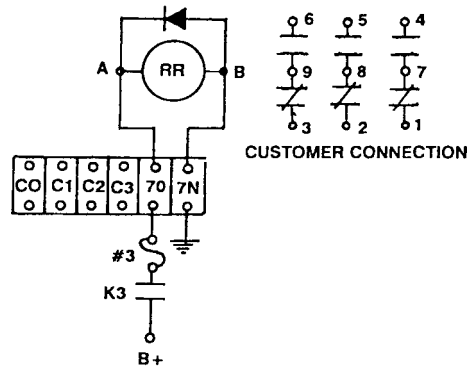 6 5 4
A RR B
9 8 7
3 2 1
CUSTOMER CONNECTION
CO C1 C2 C3 70 7N
#3
K3
B+